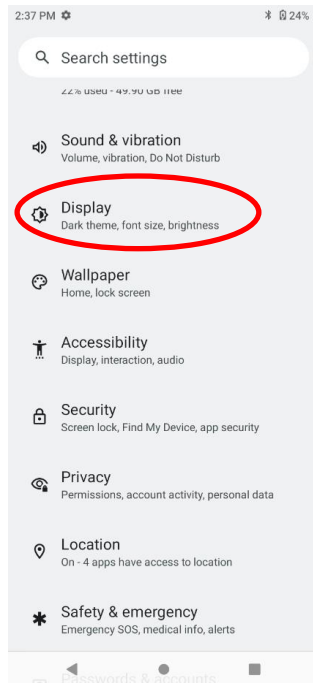 2:37 PM 24%
Search settings
22% used - 49.90 GB free
Sound & vibration
Volume, vibration, Do Not Disturb
Display
Dark theme, font size, brightness
Wallpaper
Home, lock screen
Accessibility
Display, interaction, audio
Security
Screen lock, Find My Device, app security
Privacy
Permissions, account activity, personal data
Location
On - 4 apps have access to location
Safety & emergency
Emergency SOS, medical info, alerts
Passwords & accounts